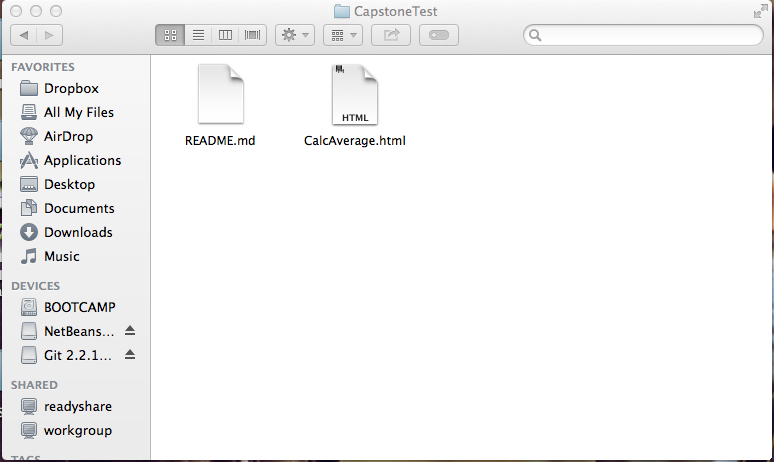 CapstoneTest
FAVORITES
Dropbox
All My Files
AirDrop
Applications
Desktop
Documents
Downloads
Music
DEVICES
BOOTCAMP
NetBeans...
Git 2.2.1...
SHARED
readyshare
workgroup
TAGS
HTML
README.md
CalcAverage.html